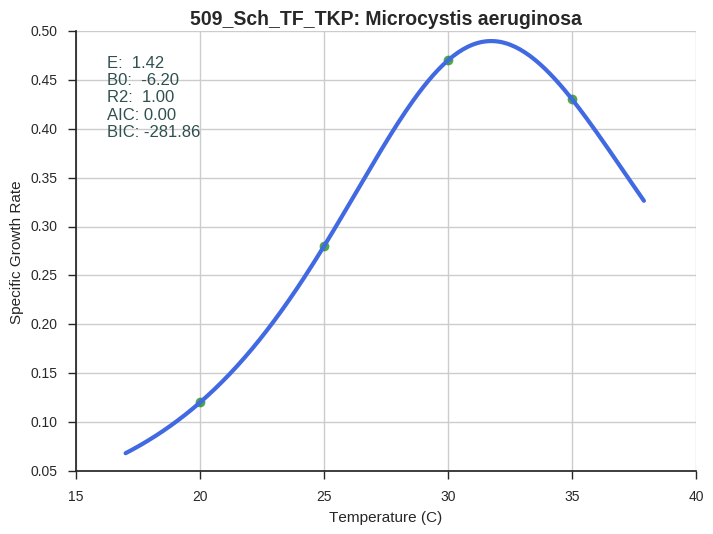 509_Sch_TF_TKP: Microcystis aeruginosa
E:  1.42
B0:  -6.20
R2:  1.00
AIC: 0.00
BIC: -281.86
Specific Growth Rate
0.50
0.45
0.40
0.35
0.30
0.25
0.20
0.15
0.10
0.05
15 20 25 30 35 40
Temperature (C)